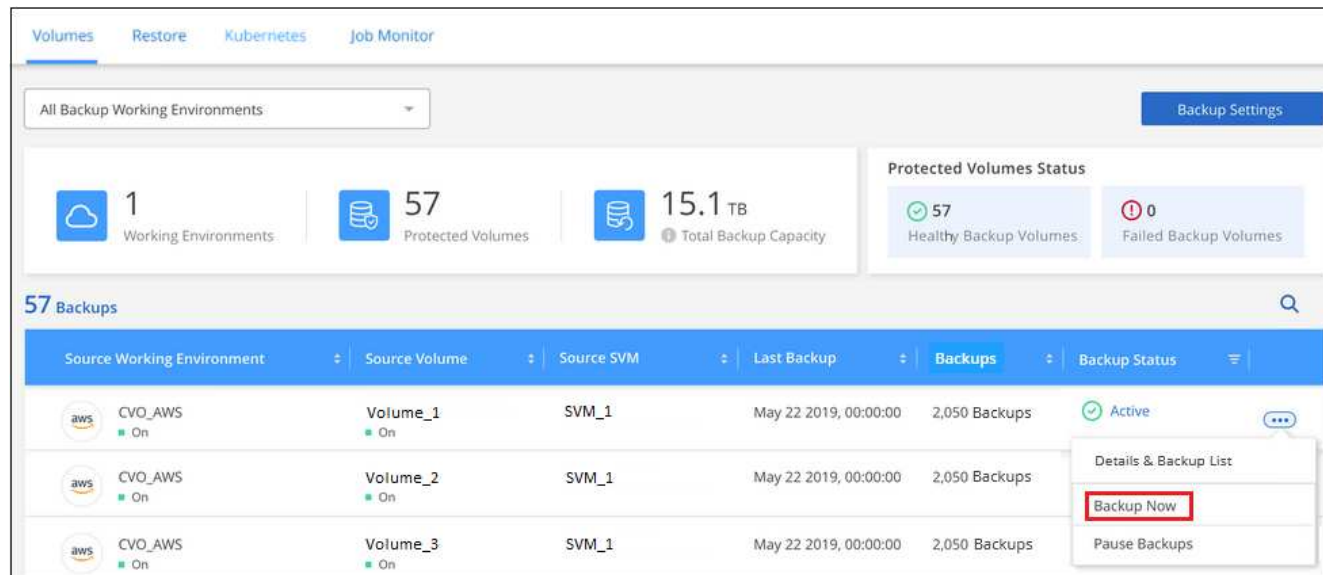 Volumes Restore Kubernetes Job Monitor
All Backup Working Environments
Backup Settings
1
Working Environments
57
Protected Volumes
15.1 TB
Total Backup Capacity
Protected Volumes Status
57
Healthy Backup Volumes
0
Failed Backup Volumes
57 Backups
Source Working Environment Source Volume Source SVM Last Backup Backups Backup Status
aws CVO_AWS Volume_1 SVM_1 May 22 2019, 00:00:00 2,050 Backups Active
On On
aws CVO_AWS Volume_2 SVM_1 May 22 2019, 00:00:00 2,050 Backups
On On
aws CVO_AWS Volume_3 SVM_1 May 22 2019, 00:00:00 2,050 Backups
On On
Details & Backup List
Backup Now
Pause Backups